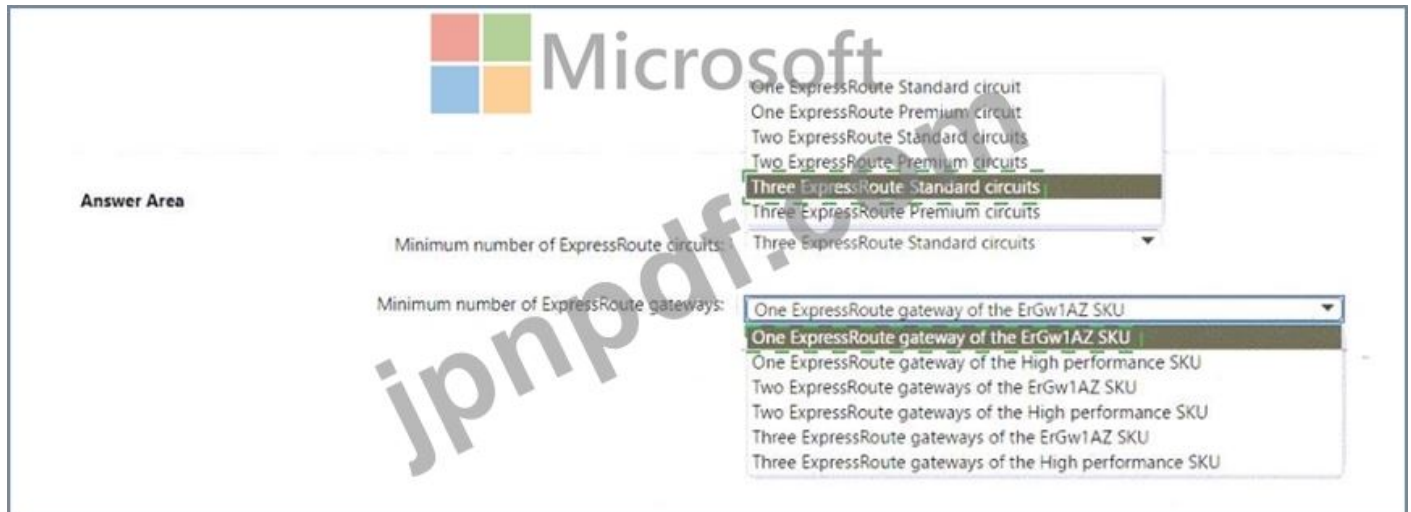 Microsoft
One ExpressRoute Standard circuit
One ExpressRoute Premium circuit
Two ExpressRoute Standard circuits
Two ExpressRoute Premium circuits
Three ExpressRoute Standard circuits
Three ExpressRoute Premium circuits
Answer Area
Minimum number of ExpressRoute circuits: Three ExpressRoute Standard circuits
Minimum number of ExpressRoute gateways: One ExpressRoute gateway of the ErGw1AZ SKU
One ExpressRoute gateway of the ErGw1AZ SKU
One ExpressRoute gateway of the High performance SKU
Two ExpressRoute gateways of the ErGw1AZ SKU
Two ExpressRoute gateways of the High performance SKU
Three ExpressRoute gateways of the ErGw1AZ SKU
Three ExpressRoute gateways of the High performance SKU
jpnpdf.com